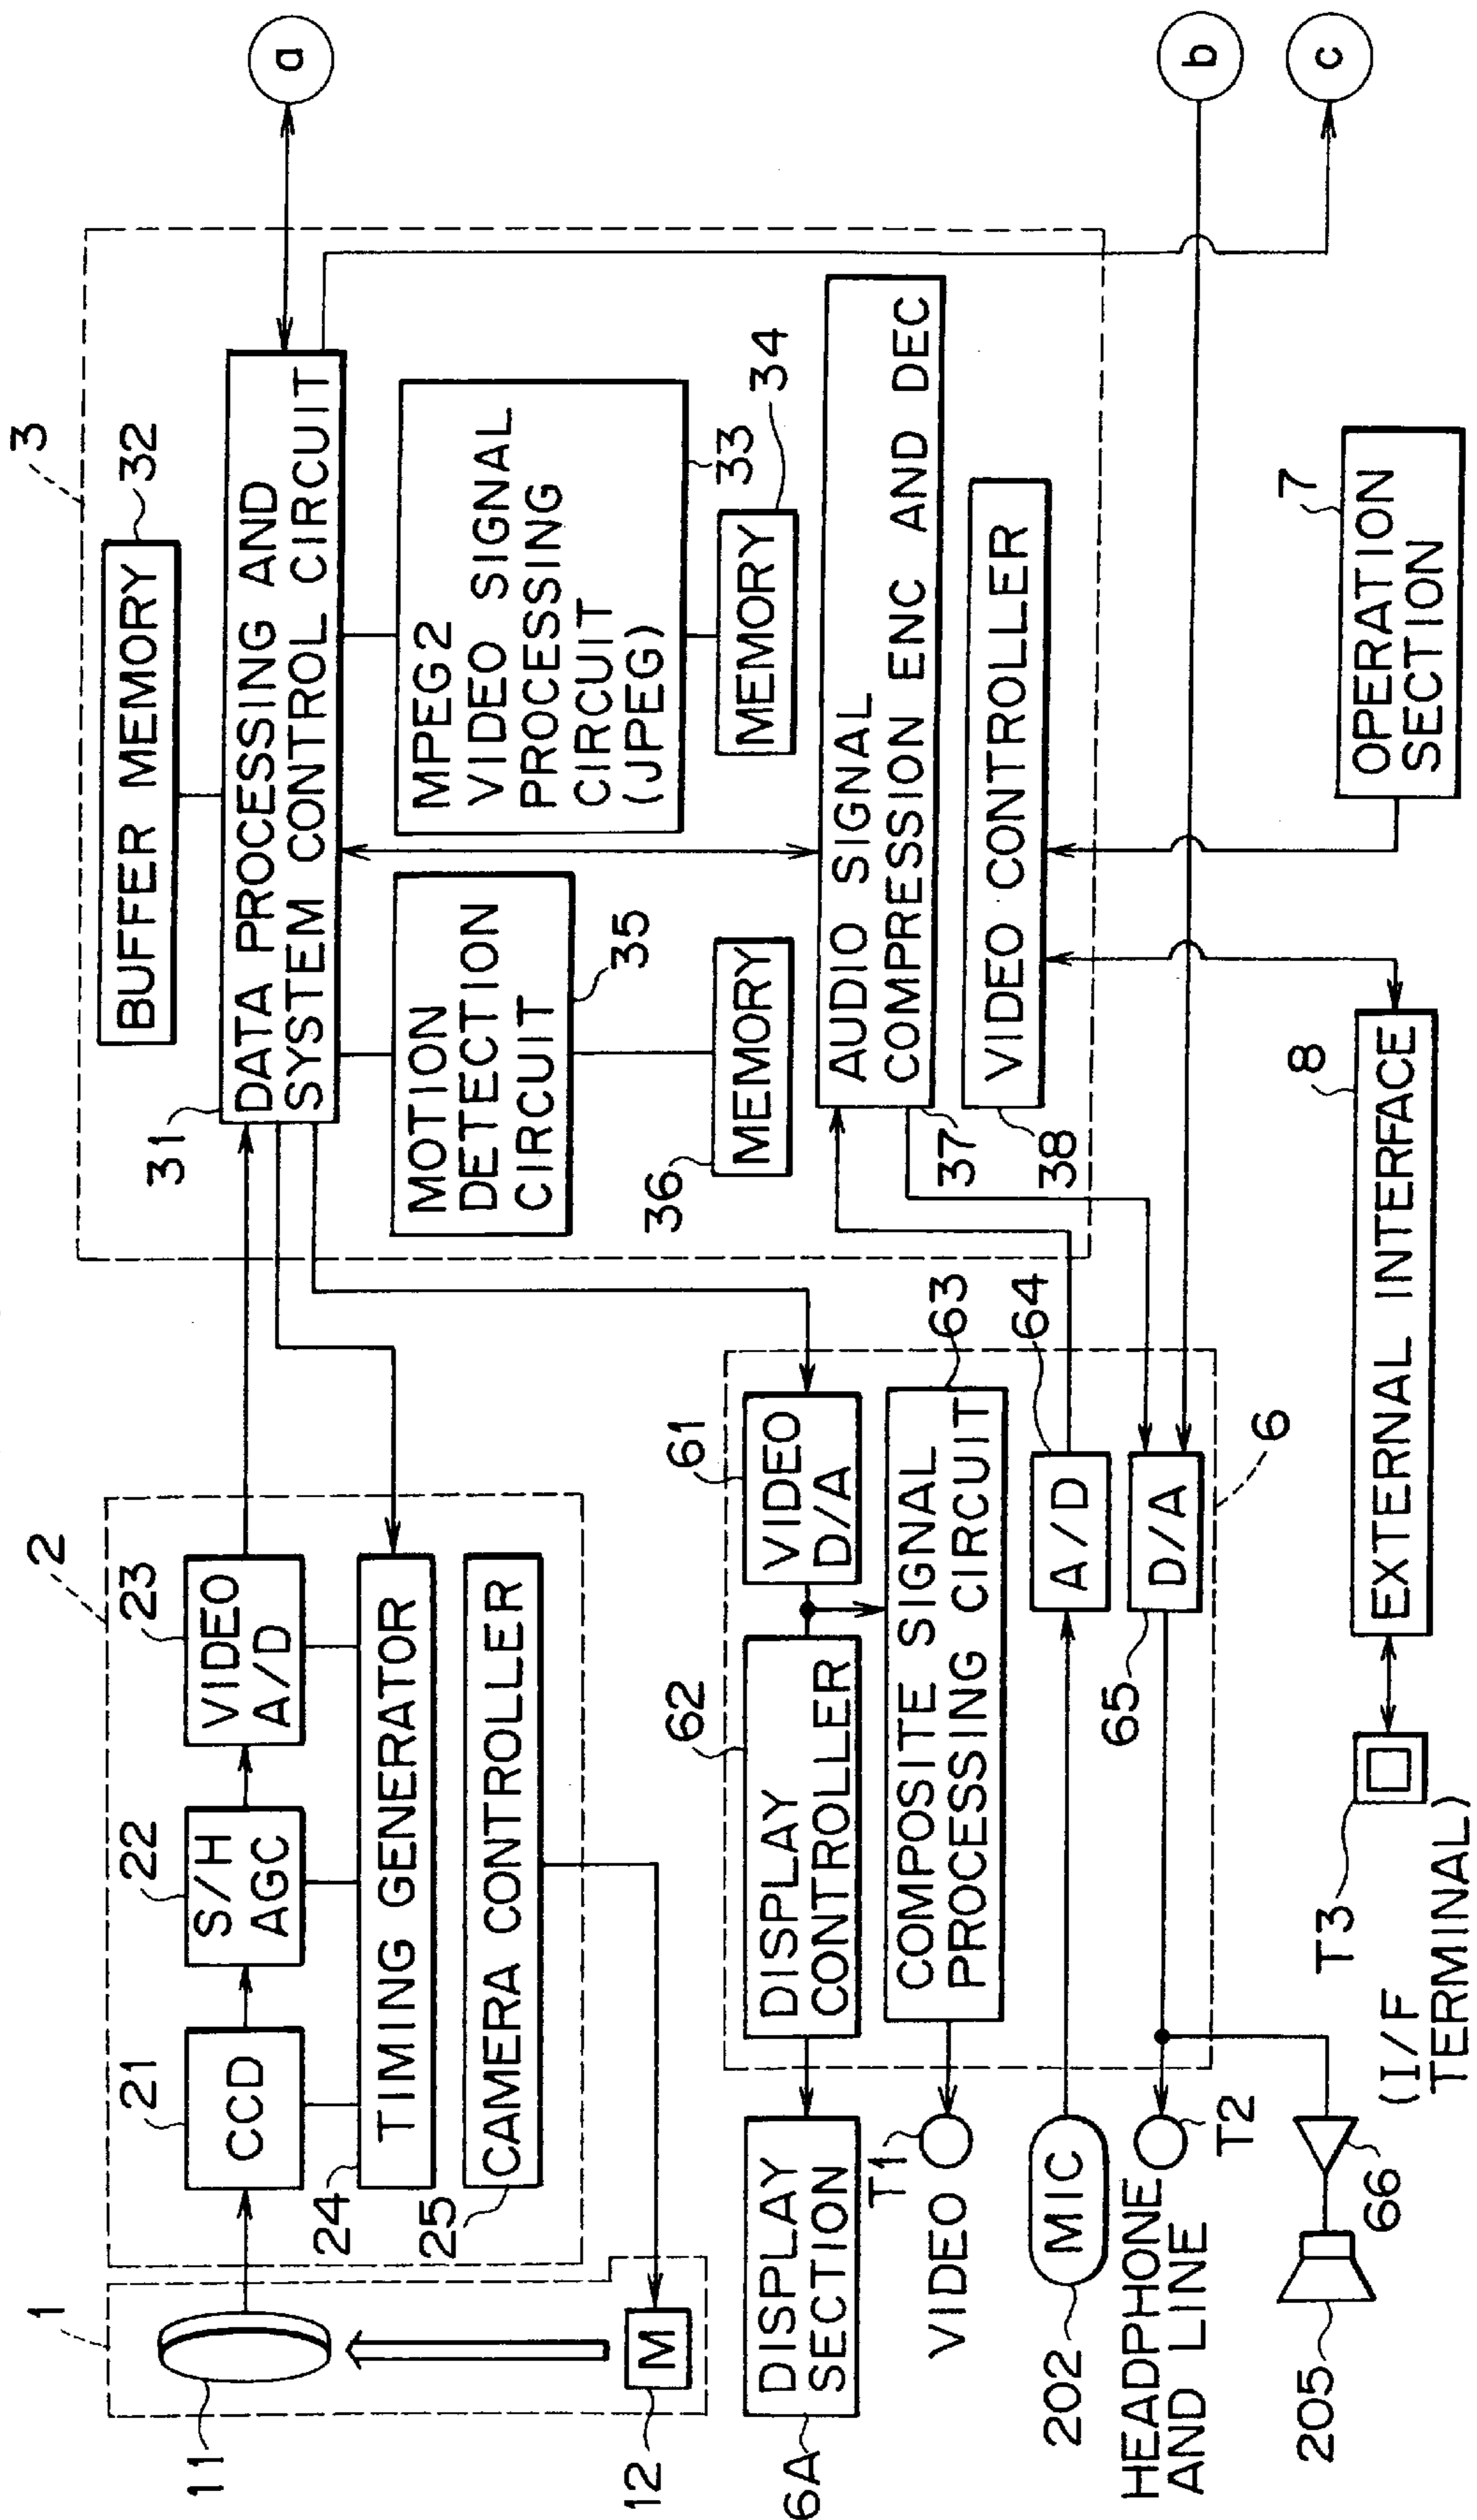 1
11
12
M
2
21
CCD
22
S/H
AGC
23
VIDEO
A/D
24
TIMING GENERATOR
25
CAMERA CONTROLLER
3
BUFFER MEMORY
32
31
DATA PROCESSING AND
SYSTEM CONTROL CIRCUIT
a
MOTION
DETECTION
CIRCUIT
35
MPEG2
VIDEO SIGNAL
PROCESSING
CIRCUIT
(JPEG)
33
36
MEMORY
MEMORY
34
AUDIO SIGNAL
COMPRESSION ENC AND DEC
37
VIDEO CONTROLLER
38
6A
DISPLAY
SECTION
62
DISPLAY
CONTROLLER
61
VIDEO
D/A
VIDEO
T1
COMPOSITE SIGNAL
PROCESSING CIRCUIT
63
202
MIC
A/D
64
HEADPHONE
AND LINE
T2
65
D/A
6
b
c
205
66
T3
(I/F
TERMINAL)
8
EXTERNAL INTERFACE
7
OPERATION
SECTION